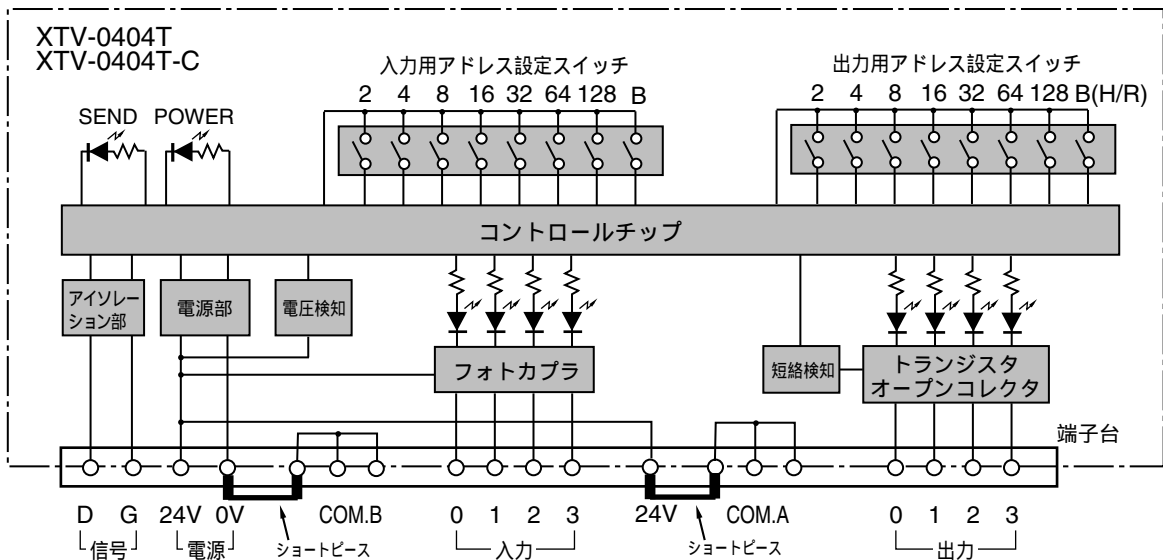 XTV-0404T
XTV-0404T-C
入力用アドレス設定スイッチ
2 4 8 16 32 64 128 B
出力用アドレス設定スイッチ
2 4 8 16 32 64 128 B(H/R)
SEND POWER
コントロールチップ
アイソレー
ション部
電源部
電圧検知
フォトカプラ
短絡検知
トランジスタ
オープンコレクタ
端子台
D G 24V 0V COM.B 0 1 2 3 24V COM.A 0 1 2 3
信号 電源 ショートピース 入力 ショートピース 出力